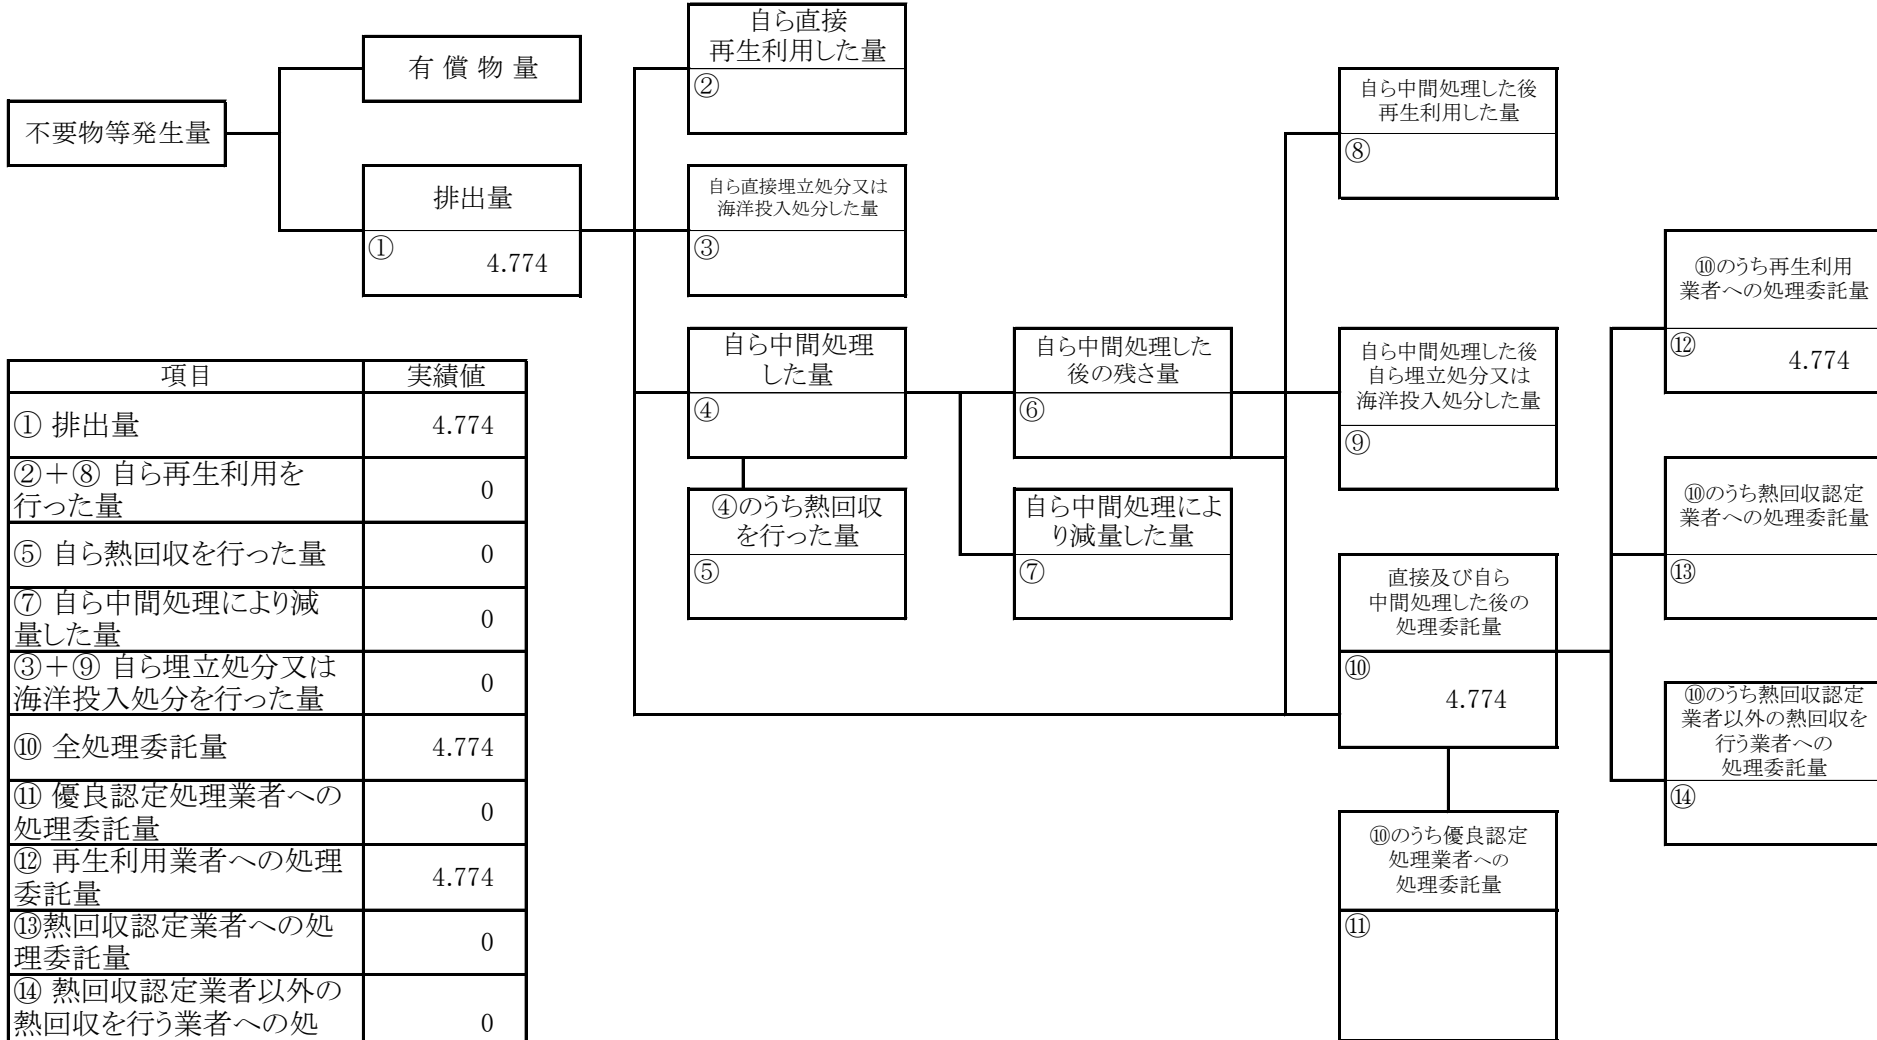 不要物等発生量
有償物量
排出量
①
4.774
自ら直接
再生利用した量
②
自ら直接埋立処分又は
海洋投入処分した量
③
自ら中間処理
した量
④
④のうち熱回収
を行った量
⑤
自ら中間処理した
後の残さ量
⑥
自ら中間処理によ
り減量した量
⑦
自ら中間処理した後
再生利用した量
⑧
自ら中間処理した後
自ら埋立処分又は
海洋投入処分した量
⑨
直接及び自ら
中間処理した後の
処理委託量
⑩
4.774
⑩のうち優良認定
処理業者への
処理委託量
⑪
⑩のうち再生利用
業者への処理委託量
⑫
4.774
⑩のうち熱回収認定
業者への処理委託量
⑬
⑩のうち熱回収認定
業者以外の熱回収を
行う業者への
処理委託量
⑭
項目 実績値
① 排出量 4.774
②＋⑧ 自ら再生利用を
行った量 0
⑤ 自ら熱回収を行った量 0
⑦ 自ら中間処理により減
量した量 0
③＋⑨ 自ら埋立処分又は
海洋投入処分を行った量 0
⑩ 全処理委託量 4.774
⑪ 優良認定処理業者への
処理委託量 0
⑫ 再生利用業者への処理
委託量 4.774
⑬熱回収認定業者への処
理委託量 0
⑭ 熱回収認定業者以外の
熱回収を行う業者への処 0